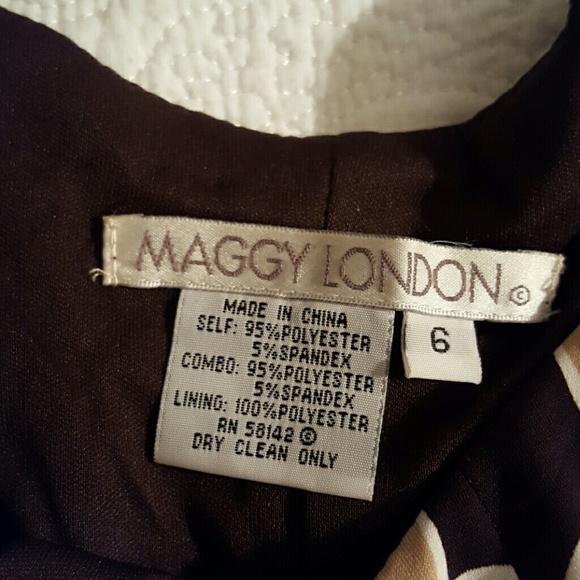 MAGGY LONDON ©
MADE IN CHINA
SELF: 95%POLYESTER
5%SPANDEX
COMBO: 95%POLYESTER
5%SPANDEX
LINING: 100%POLYESTER
RN 58142 ©
DRY CLEAN ONLY
6